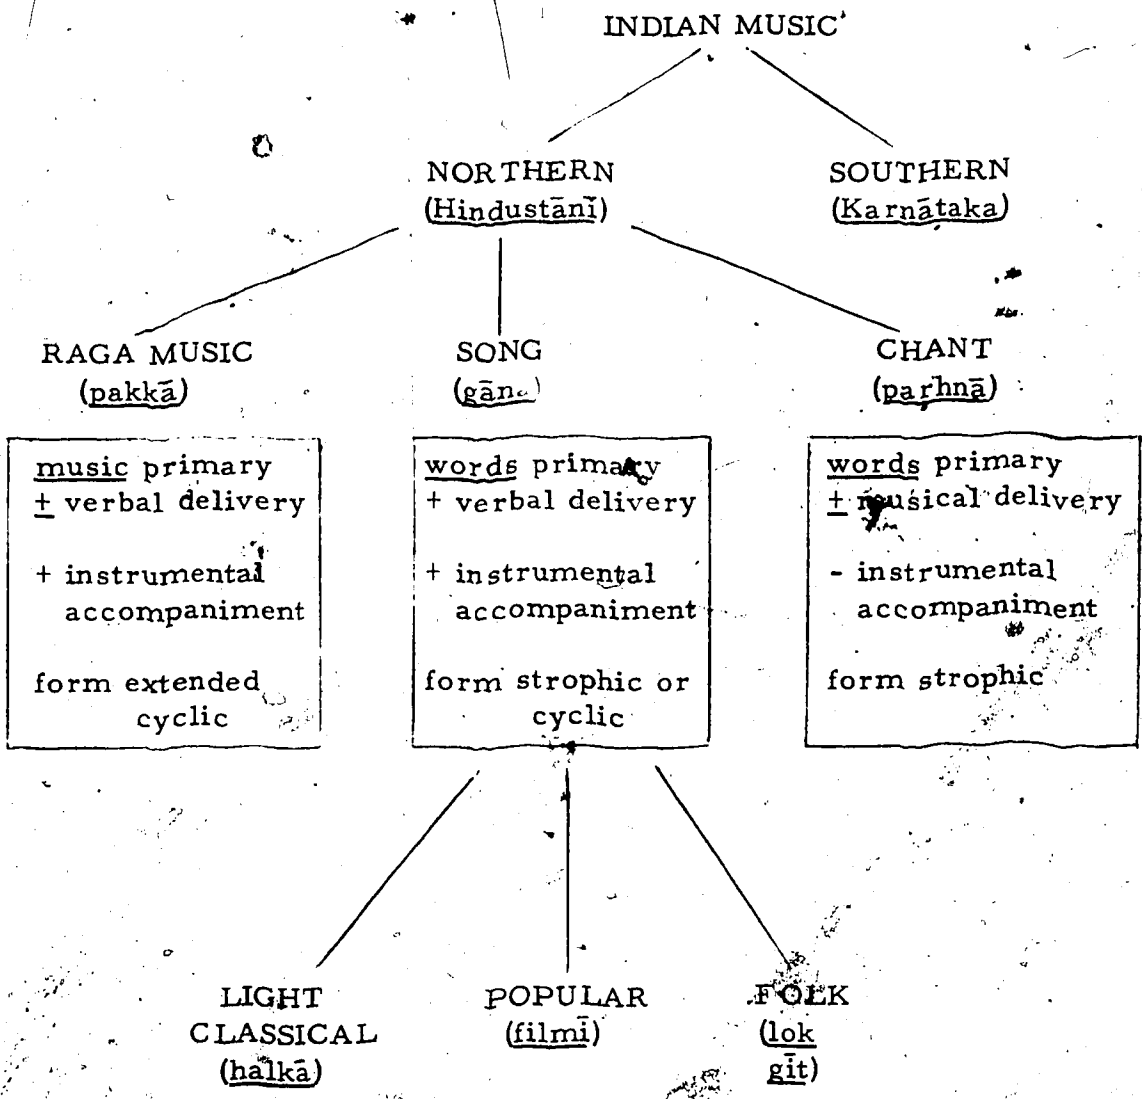 INDIAN MUSIC
NORTHERN
(Hindustānī)
SOUTHERN
(Karnātaka)
RAGA MUSIC
(pakkā)
SONG
CHANT
(paṛhnā)
music primary
± verbal delivery
+ instrumental
accompaniment
form extended
cyclic
words primary
+ verbal delivery
+ instrumental
accompaniment
form strophic or
cyclic
words primary
± musical delivery
- instrumental
accompaniment
form strophic
LIGHT
CLASSICAL
(halkā)
POPULAR
(filmī)
FOLK
(lok
gīt)